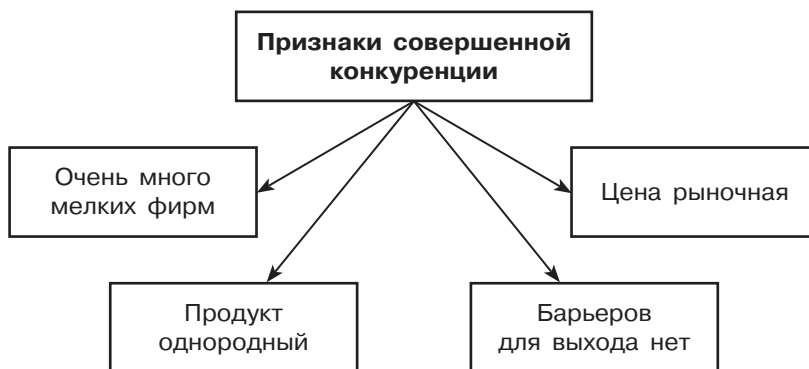 Признаки совершенной
конкуренции
Очень много
мелких фирм
Цена рыночная
Продукт
однородный
Барьеров
для выхода нет